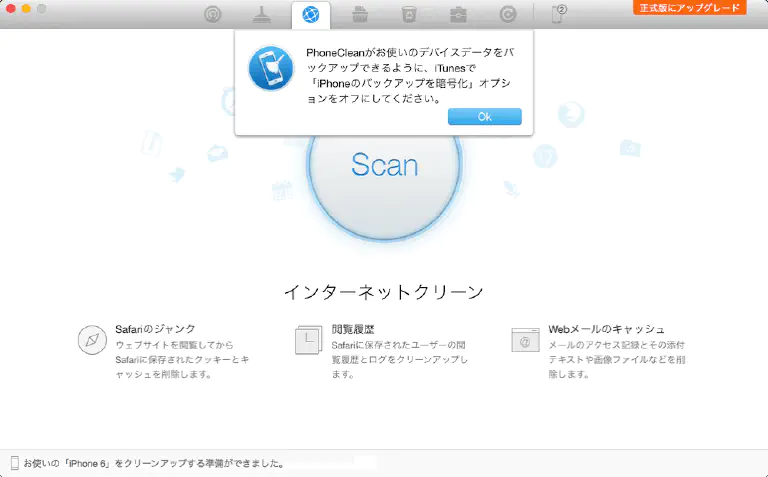 2
正式版にアップグレード
PhoneCleanがお使いのデバイスデータをバ
ックアップできるように、iTunesで
「iPhoneのバックアップを暗号化」オプシ
ョンをオフにしてください。
Ok
Scan
インターネットクリーン
Safariのジャンク
ウェブサイトを閲覧してから
Safariに保存されたクッキーとキ
ャッシュを削除します。
閲覧履歴
Safariに保存されたユーザーの閲
覧履歴とログをクリーンアップし
ます。
Webメールのキャッシュ
メールのアクセス記録とその添付
テキストや画像ファイルなどを削
除します。
お使いの「iPhone 6」をクリーンアップする準備ができました。